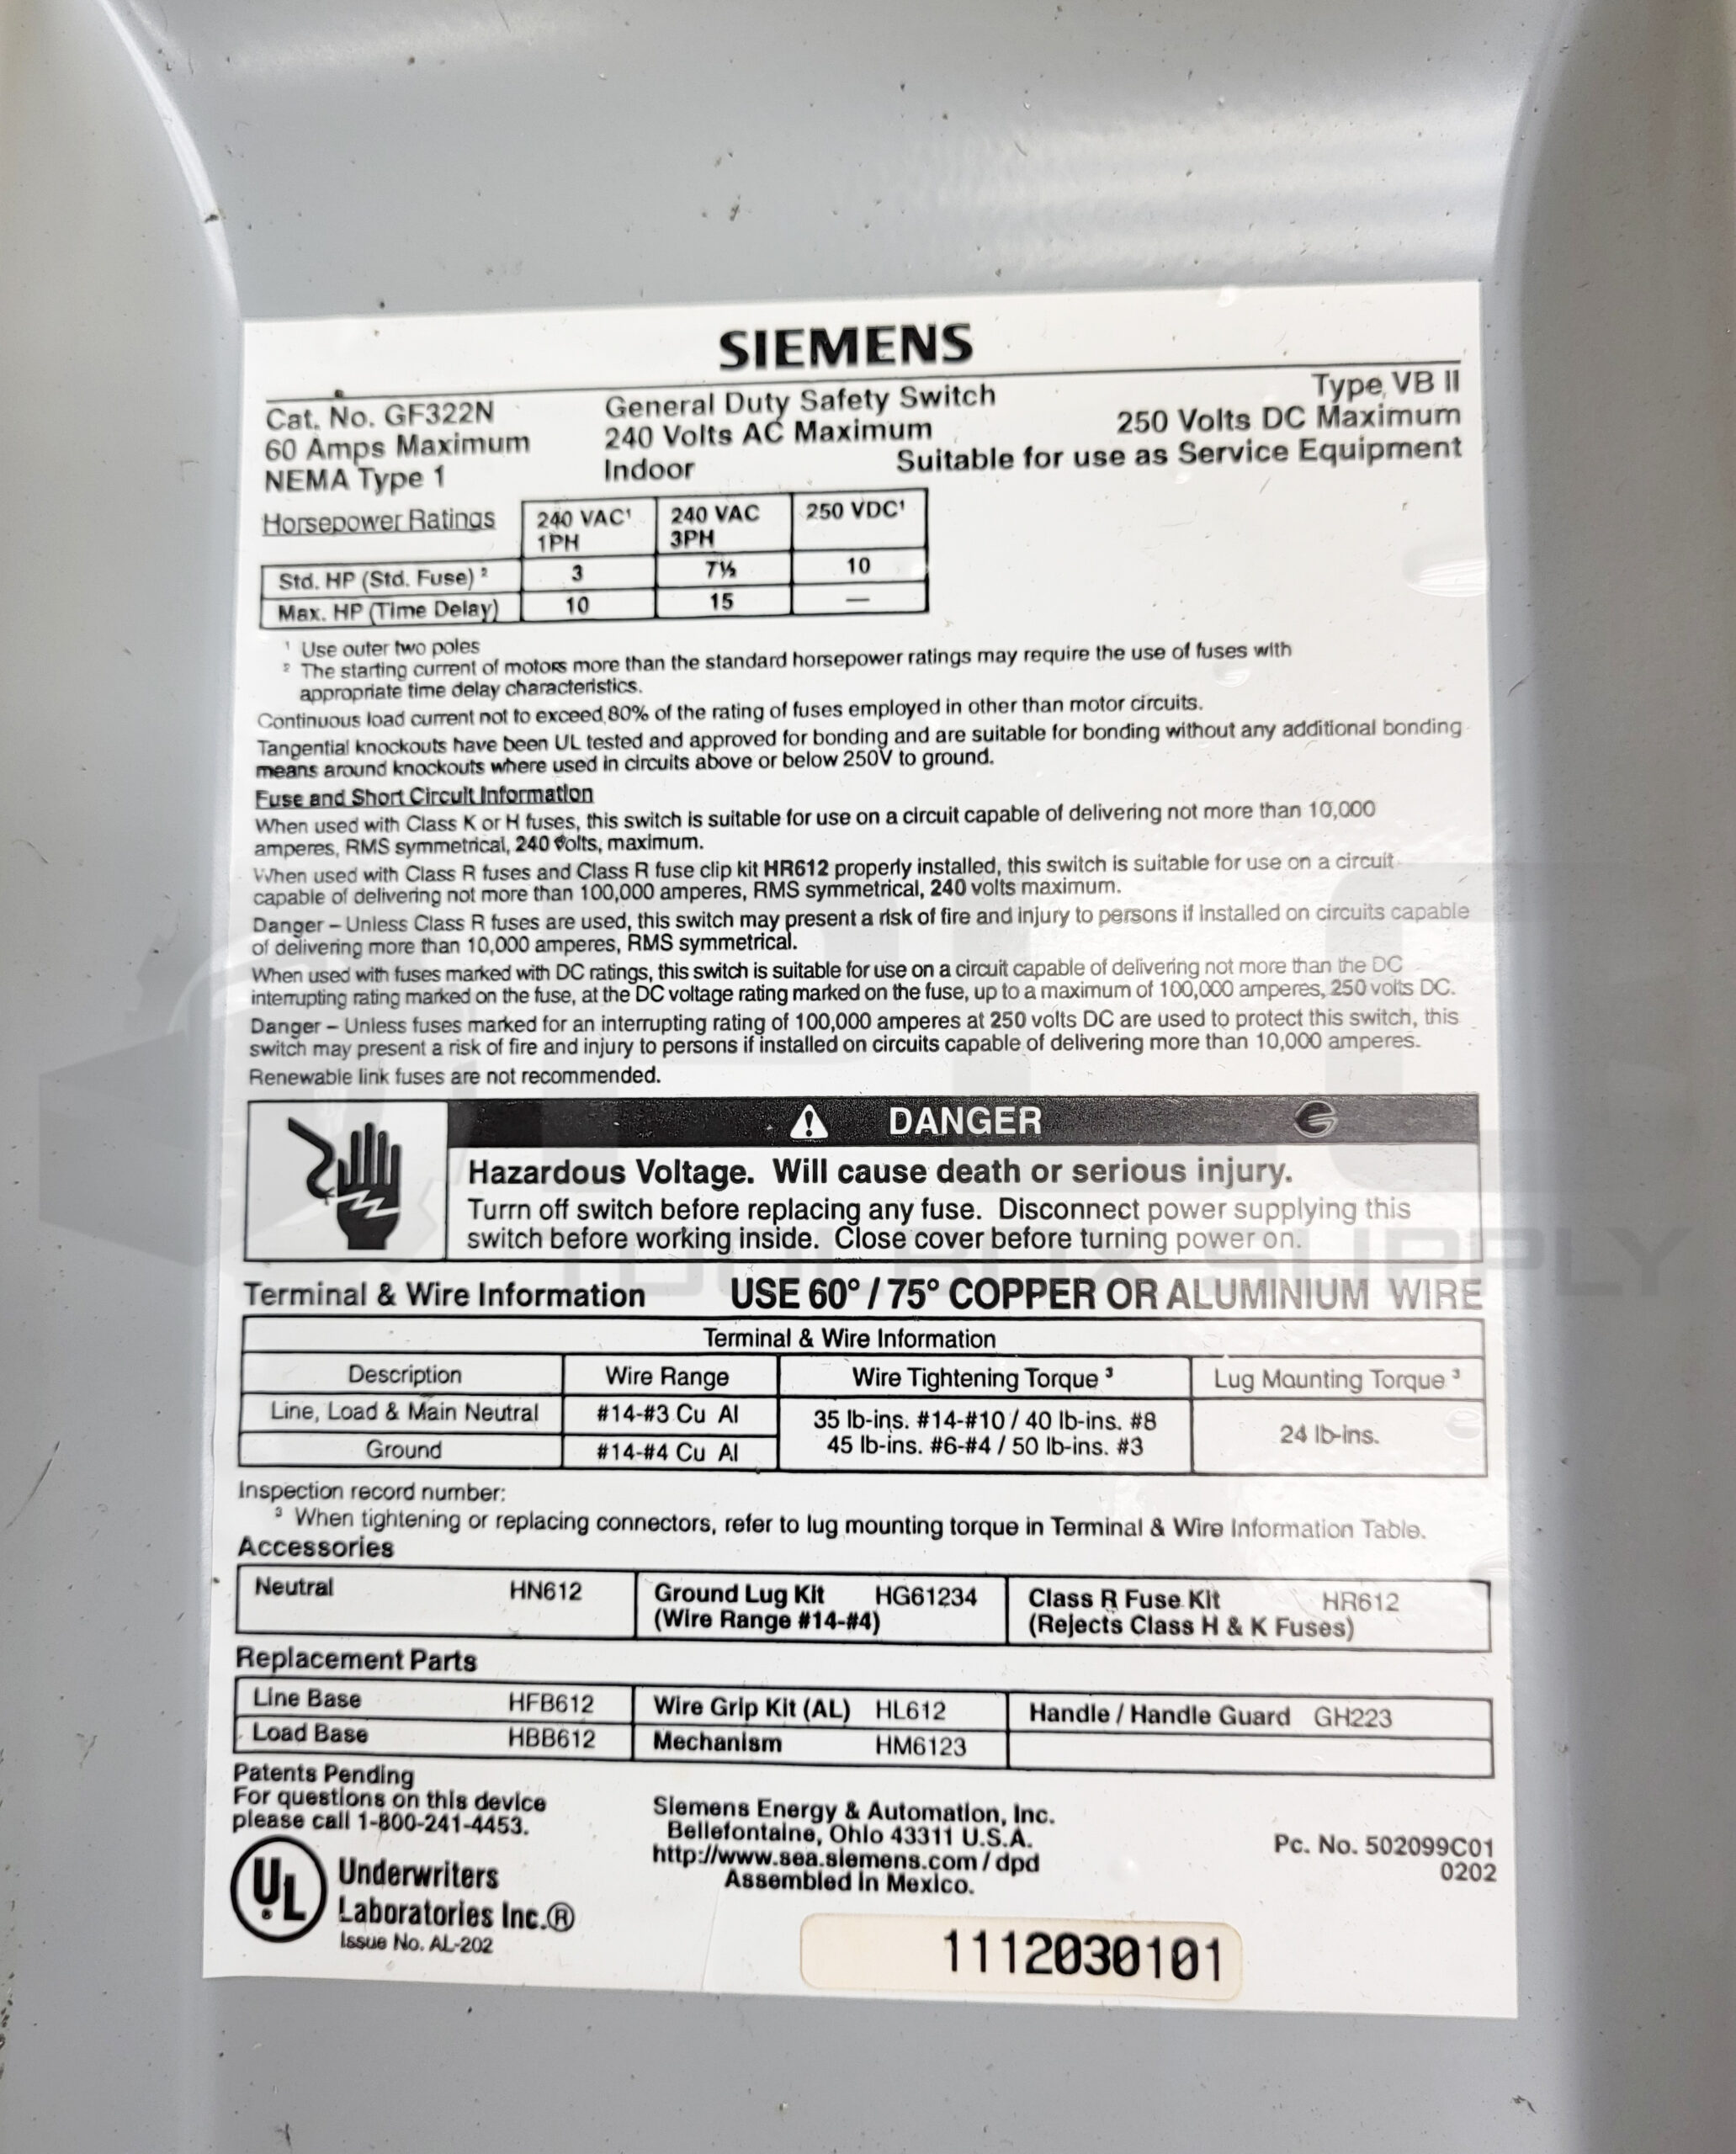 SIEMENS
Cat. No. GF322N General Duty Safety Switch Type VB II
60 Amps Maximum 240 Volts AC Maximum 250 Volts DC Maximum
NEMA Type 1 Indoor Suitable for use as Service Equipment
Horsepower Ratings 240 VAC¹ 1PH 240 VAC 3PH 250 VDC¹
Std. HP (Std. Fuse) ² 3 7½ 10
Max. HP (Time Delay) 10 15 —
¹ Use outer two poles
² The starting current of motors more than the standard horsepower ratings may require the use of fuses with
appropriate time delay characteristics.
Continuous load current not to exceed 80% of the rating of fuses employed in other than motor circuits.
Tangential knockouts have been UL tested and approved for bonding and are suitable for bonding without any additional bonding
means around knockouts where used in circuits above or below 250V to ground.
Fuse and Short Circuit Information
When used with Class K or H fuses, this switch is suitable for use on a circuit capable of delivering not more than 10,000
amperes, RMS symmetrical, 240 volts, maximum.
When used with Class R fuses and Class R fuse clip kit HR612 properly installed, this switch is suitable for use on a circuit
capable of delivering not more than 100,000 amperes, RMS symmetrical, 240 volts maximum.
Danger – Unless Class R fuses are used, this switch may present a risk of fire and injury to persons if installed on circuits capable
of delivering more than 10,000 amperes, RMS symmetrical.
When used with fuses marked with DC ratings, this switch is suitable for use on a circuit capable of delivering not more than the DC
interrupting rating marked on the fuse, at the DC voltage rating marked on the fuse, up to a maximum of 100,000 amperes, 250 volts DC.
Danger – Unless fuses marked for an interrupting rating of 100,000 amperes at 250 volts DC are used to protect this switch, this
switch may present a risk of fire and injury to persons if installed on circuits capable of delivering more than 10,000 amperes.
Renewable link fuses are not recommended.
DANGER
Hazardous Voltage. Will cause death or serious injury.
Turrn off switch before replacing any fuse. Disconnect power supplying this
switch before working inside. Close cover before turning power on.
Terminal & Wire Information USE 60° / 75° COPPER OR ALUMINIUM WIRE
Terminal & Wire Information
Description Wire Range Wire Tightening Torque ³ Lug Mounting Torque ³
Line, Load & Main Neutral #14-#3 Cu Al 35 lb-ins. #14-#10 / 40 lb-ins. #8 24 lb-ins.
Ground #14-#4 Cu Al 45 lb-ins. #6-#4 / 50 lb-ins. #3
Inspection record number:
³ When tightening or replacing connectors, refer to lug mounting torque in Terminal & Wire Information Table.
Accessories
Neutral HN612 Ground Lug Kit HG61234 Class R Fuse Kit HR612
(Wire Range #14-#4) (Rejects Class H & K Fuses)
Replacement Parts
Line Base HFB612 Wire Grip Kit (AL) HL612 Handle / Handle Guard GH223
Load Base HBB612 Mechanism HM6123
Patents Pending
For questions on this device
please call 1-800-241-4453.
Siemens Energy & Automation, Inc.
Bellefontaine, Ohio 43311 U.S.A.
http://www.sea.siemens.com/dpd
Assembled in Mexico.
Pc. No. 502099C01
0202
UL Underwriters
Laboratories Inc.®
Issue No. AL-202
1112030101
PLC
TOOLBOX SUPPLY